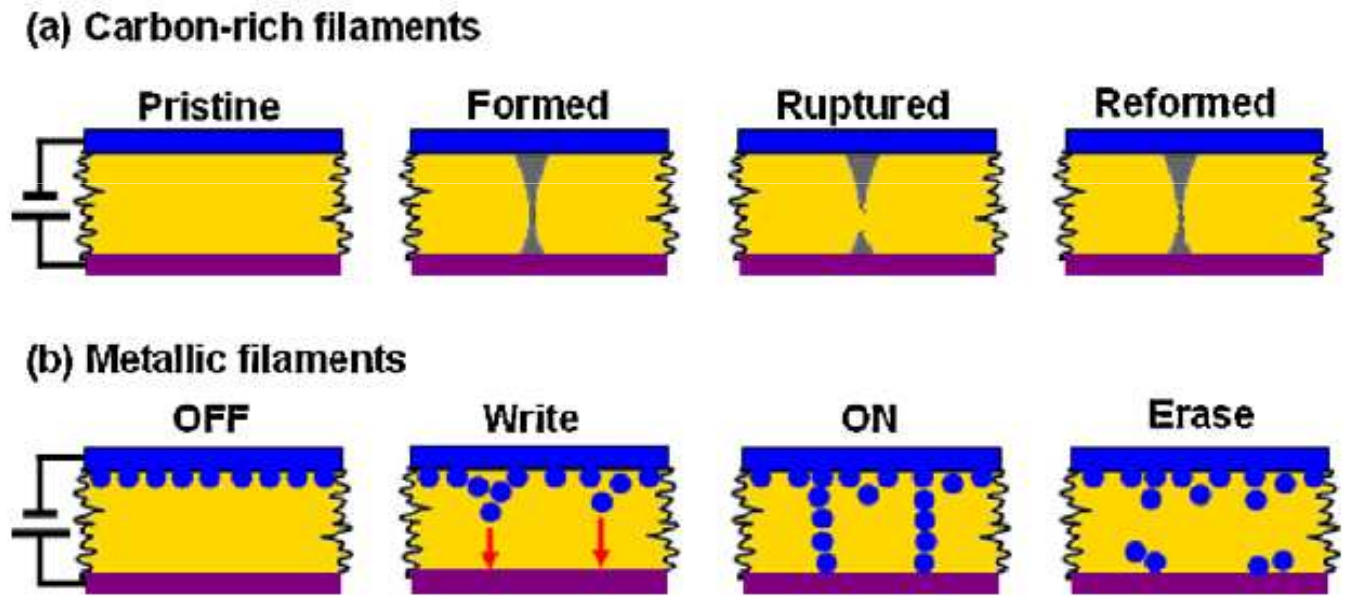 (a) Carbon-rich filaments
Pristine Formed Ruptured Reformed
(b) Metallic filaments
OFF Write ON Erase